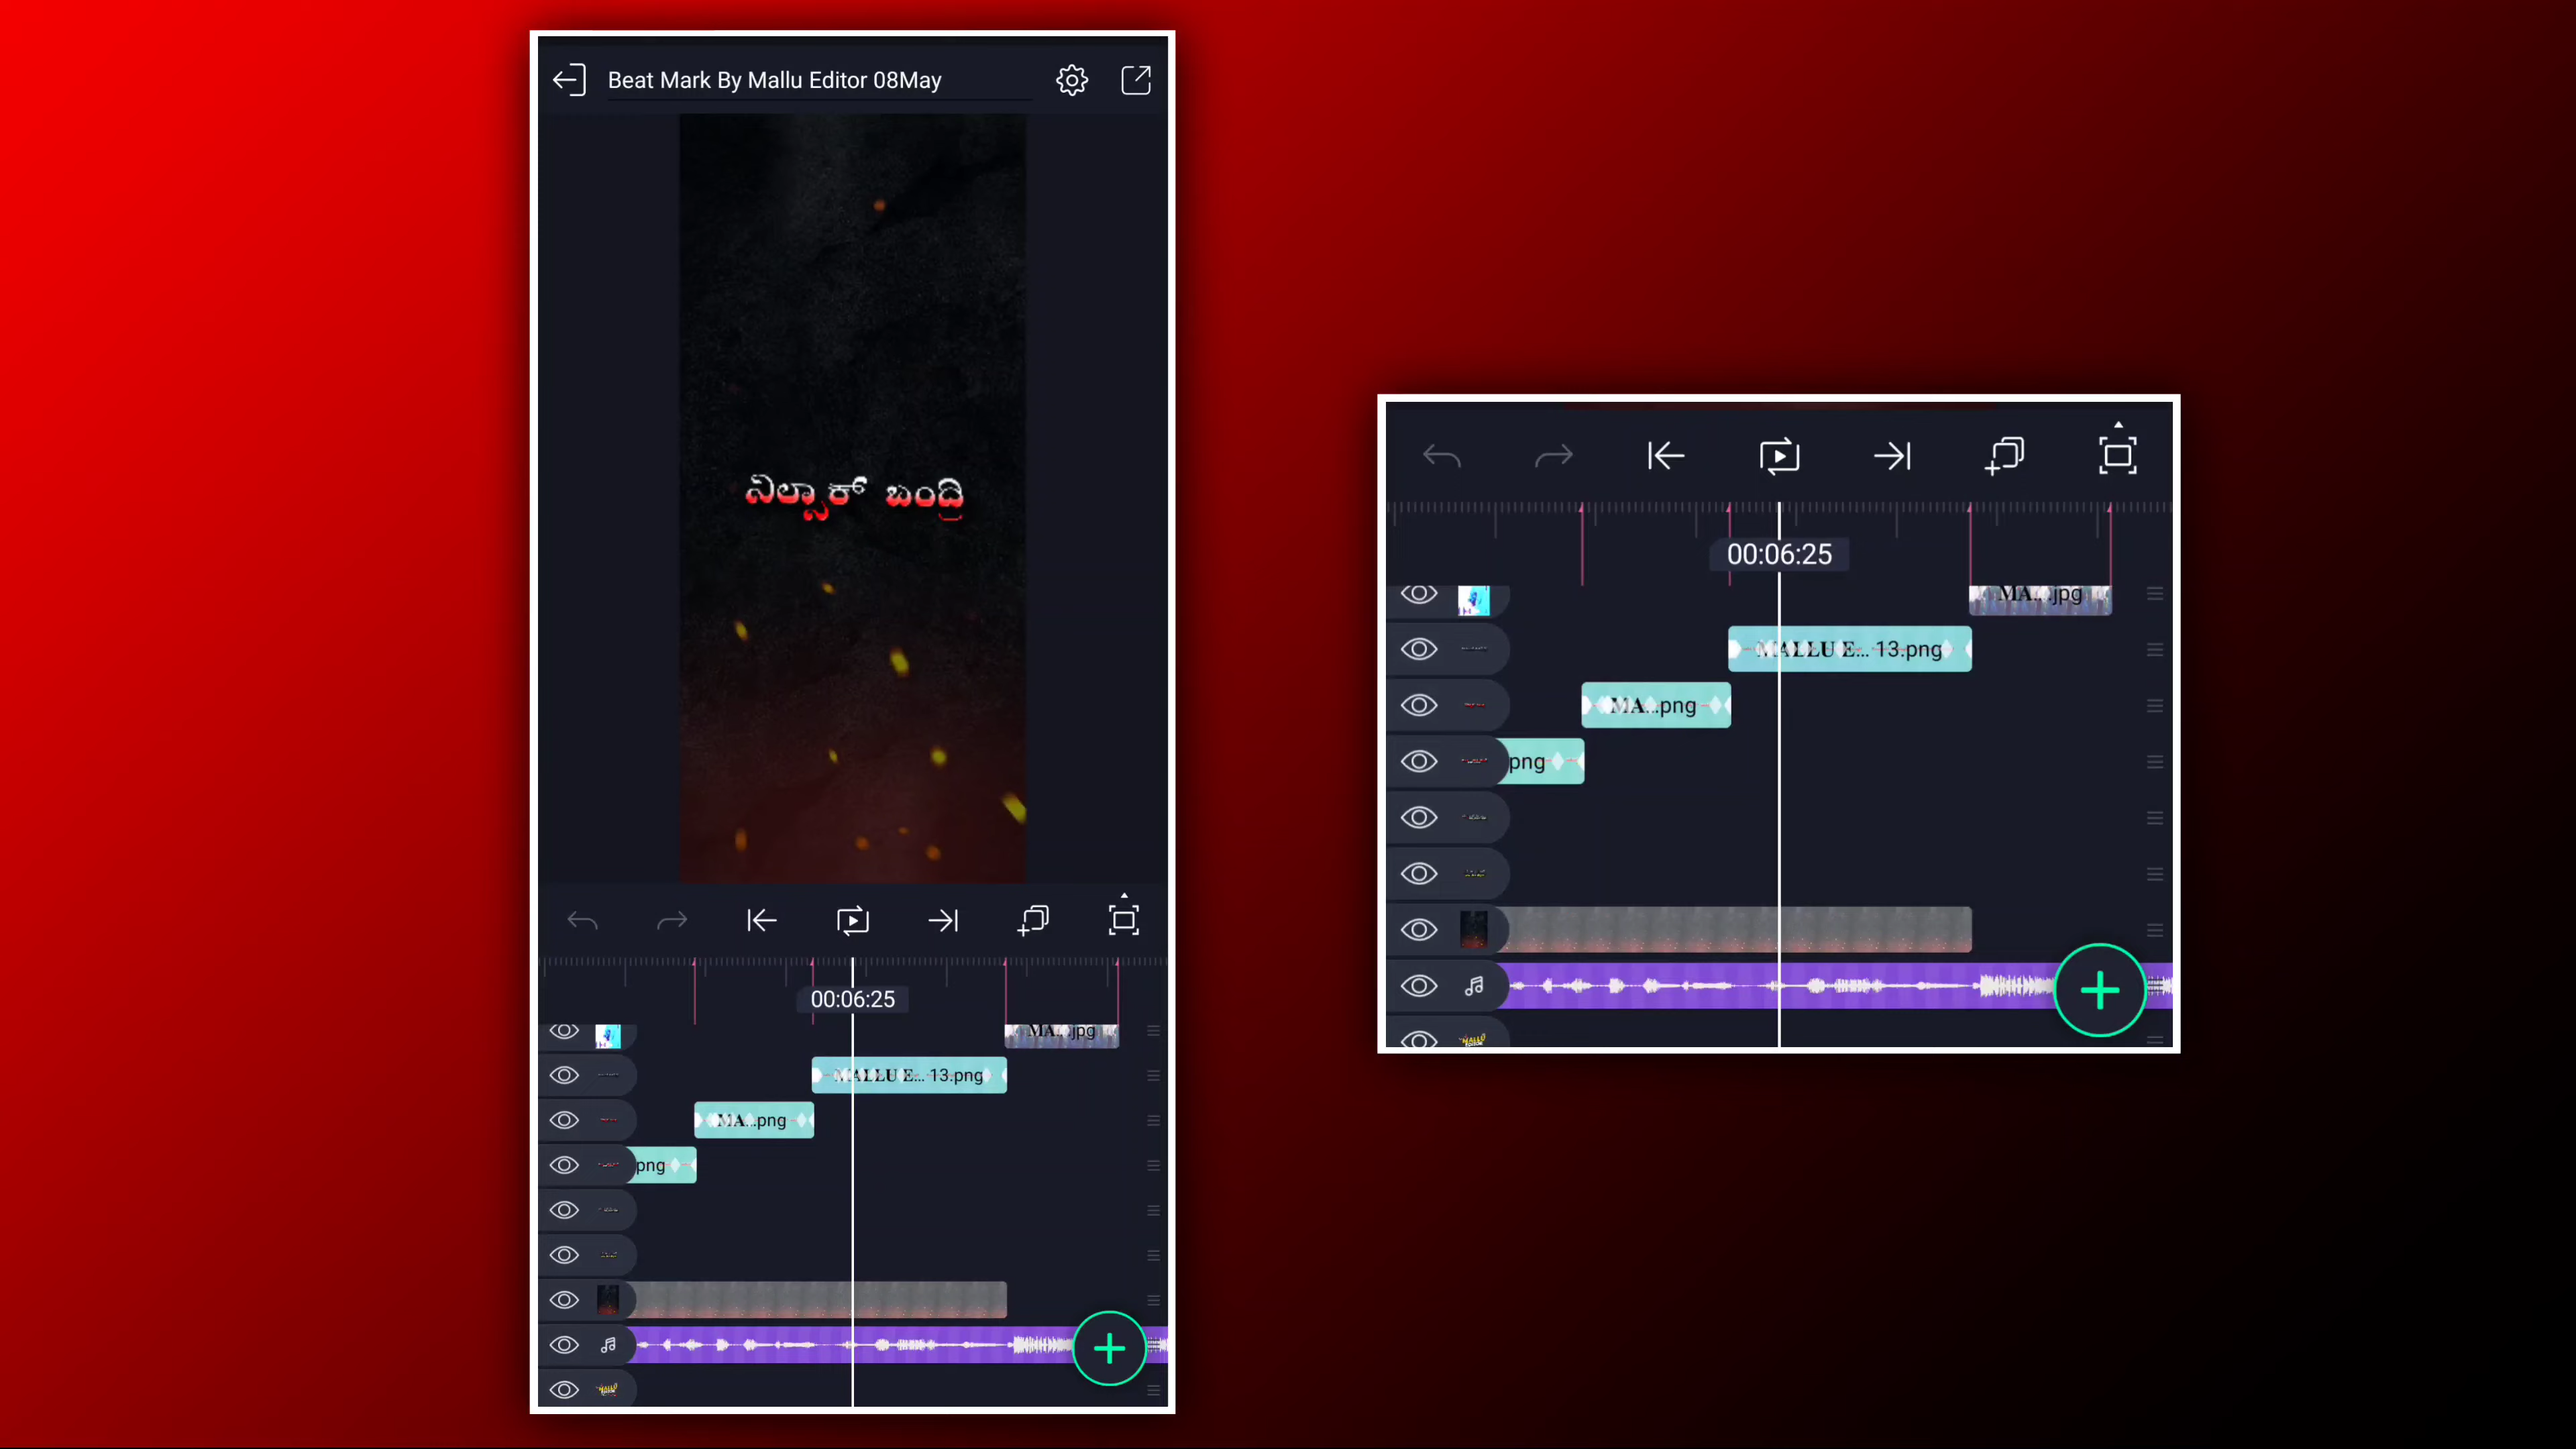 Beat Mark By Mallu Editor 08May
ನಿಲ್ಸಾಕ್ ಬಂದ್ರಿ
00:06:25
MA...jpg
MALLU E... 13.png
MA...png
png
00:06:25
MA...jpg
MALLU E... 13.png
MA...png
png
MALLU